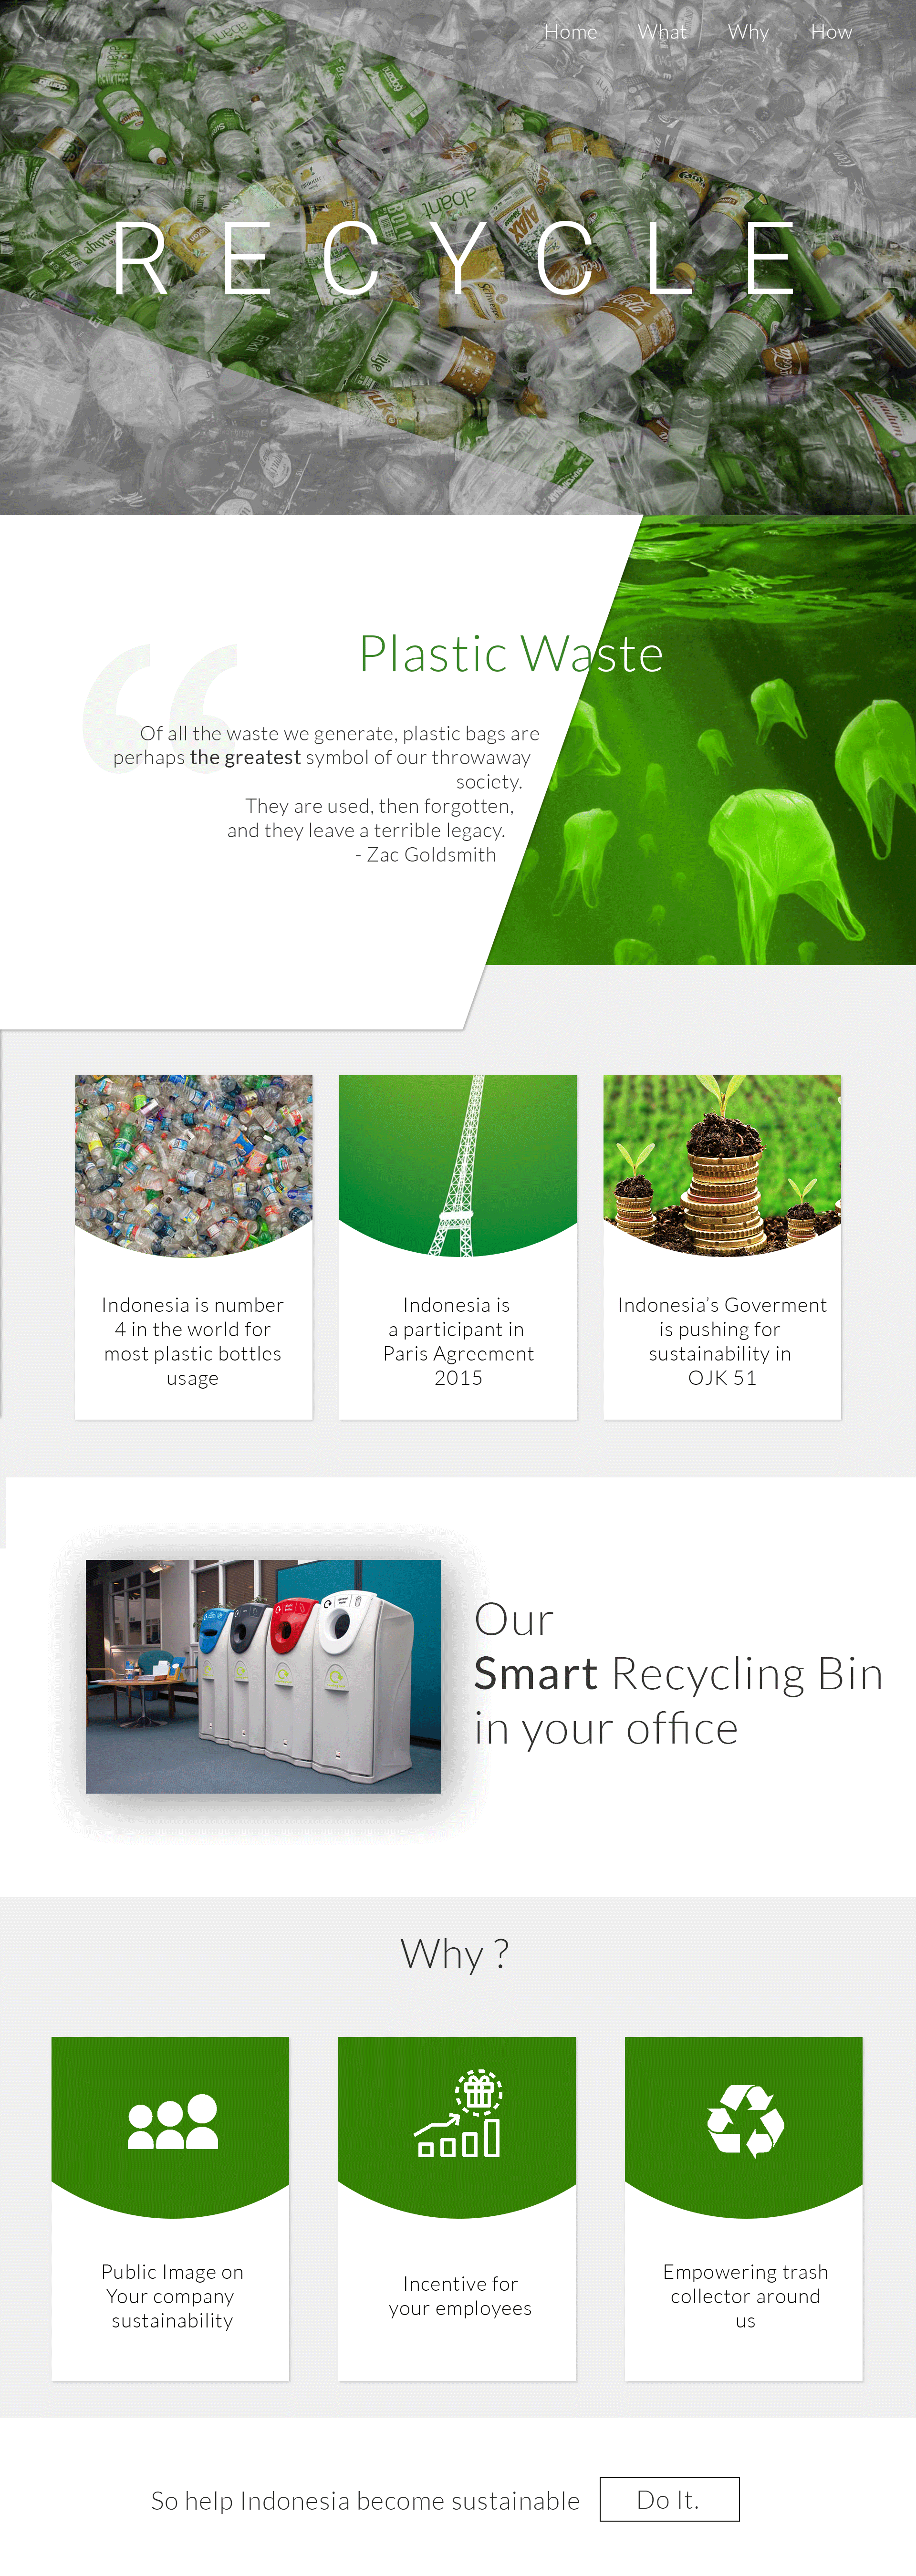 Home What Why How
RECYCLE
Plastic Waste
Of all the waste we generate, plastic bags are
perhaps the greatest symbol of our throwaway
society.
They are used, then forgotten,
and they leave a terrible legacy.
- Zac Goldsmith
Indonesia is number
4 in the world for
most plastic bottles
usage
Indonesia is
a participant in
Paris Agreement
2015
Indonesia’s Goverment
is pushing for
sustainability in
OJK 51
Our
Smart Recycling Bin
in your office
Why ?
Public Image on
Your company
sustainability
Incentive for
your employees
Empowering trash
collector around
us
So help Indonesia become sustainable
Do It.